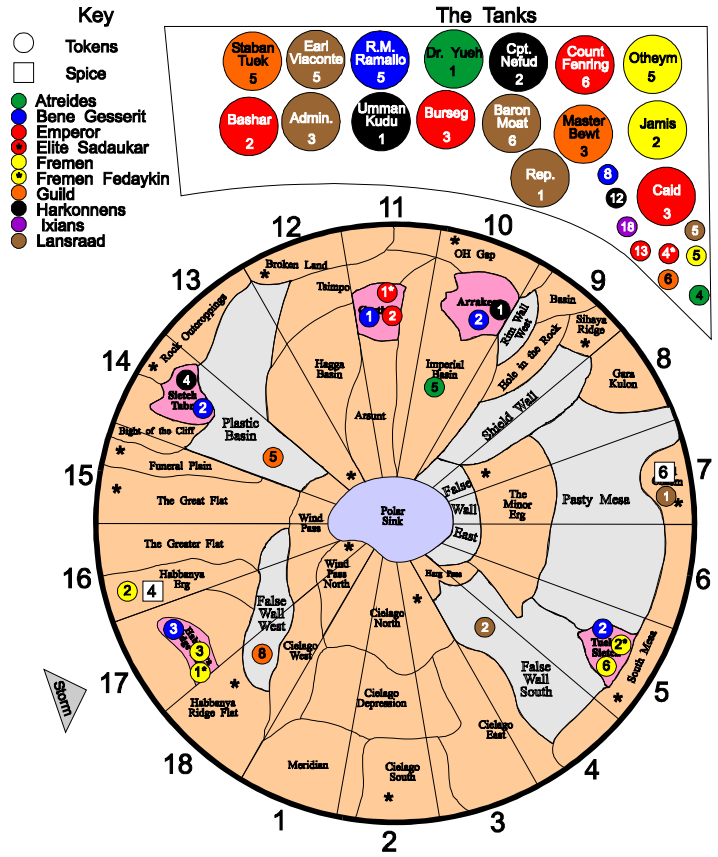 Key
The Tanks
Tokens
Spice
Atreides
Bene Gesserit
Emperor
* Elite Sadaukar
Fremen
* Fremen Fedaykin
Guild
Harkonnens
Ixians
Lansraad
Staban
Tuek
5
Earl
Viaconte
5
R.M.
Ramallo
5
Dr. Yueh
1
Cpt.
Nefud
2
Count
Fenring
6
Otheym
5
Bashar
2
Admin.
3
Umman
Kudu
1
Burseg
3
Baron
Moat
6
Master
Bewt
3
Jamis
2
Rep.
1
Caid
3
8
12
18
13
4*
5
5
6
4
11
12
10
13
9
14
8
15
7
16
6
17
5
18
4
1
2
3
Storm
* Broken Land
*
OH Gap
Tsimpo
1*
1
2
Arrakeen
1
2
Rim Wall
West
Basin
Sihaya
Ridge
*
Hole in the Rock
Rock Outcroppings
*
Hagga
Basin
Imperial
Basin
5
Gara
Kulon
4
Sietch
Tabr
2
Arsunt
Shield Wall
Plastic
Basin
5
Bight of the Cliff
*
Funeral Plain
*
The Great Flat
*
*
False
Wall
East
The
Minor
Erg
Pasty Mesa
6
1
*
Wind
Pass
Polar
Sink
The Greater Flat
Habbanya
Erg
2
4
*
Wind
Pass
North
Harg Pass
False
Wall
West
8
Cielago
North
*
Cielago
West
3
3
1*
2
2
Tuek's
Sietch
2*
6
South Mesa
*
False
Wall
South
*
Habbanya
Ridge Flat
Cielago
Depression
Cielago
East
Meridian
Cielago
South
*